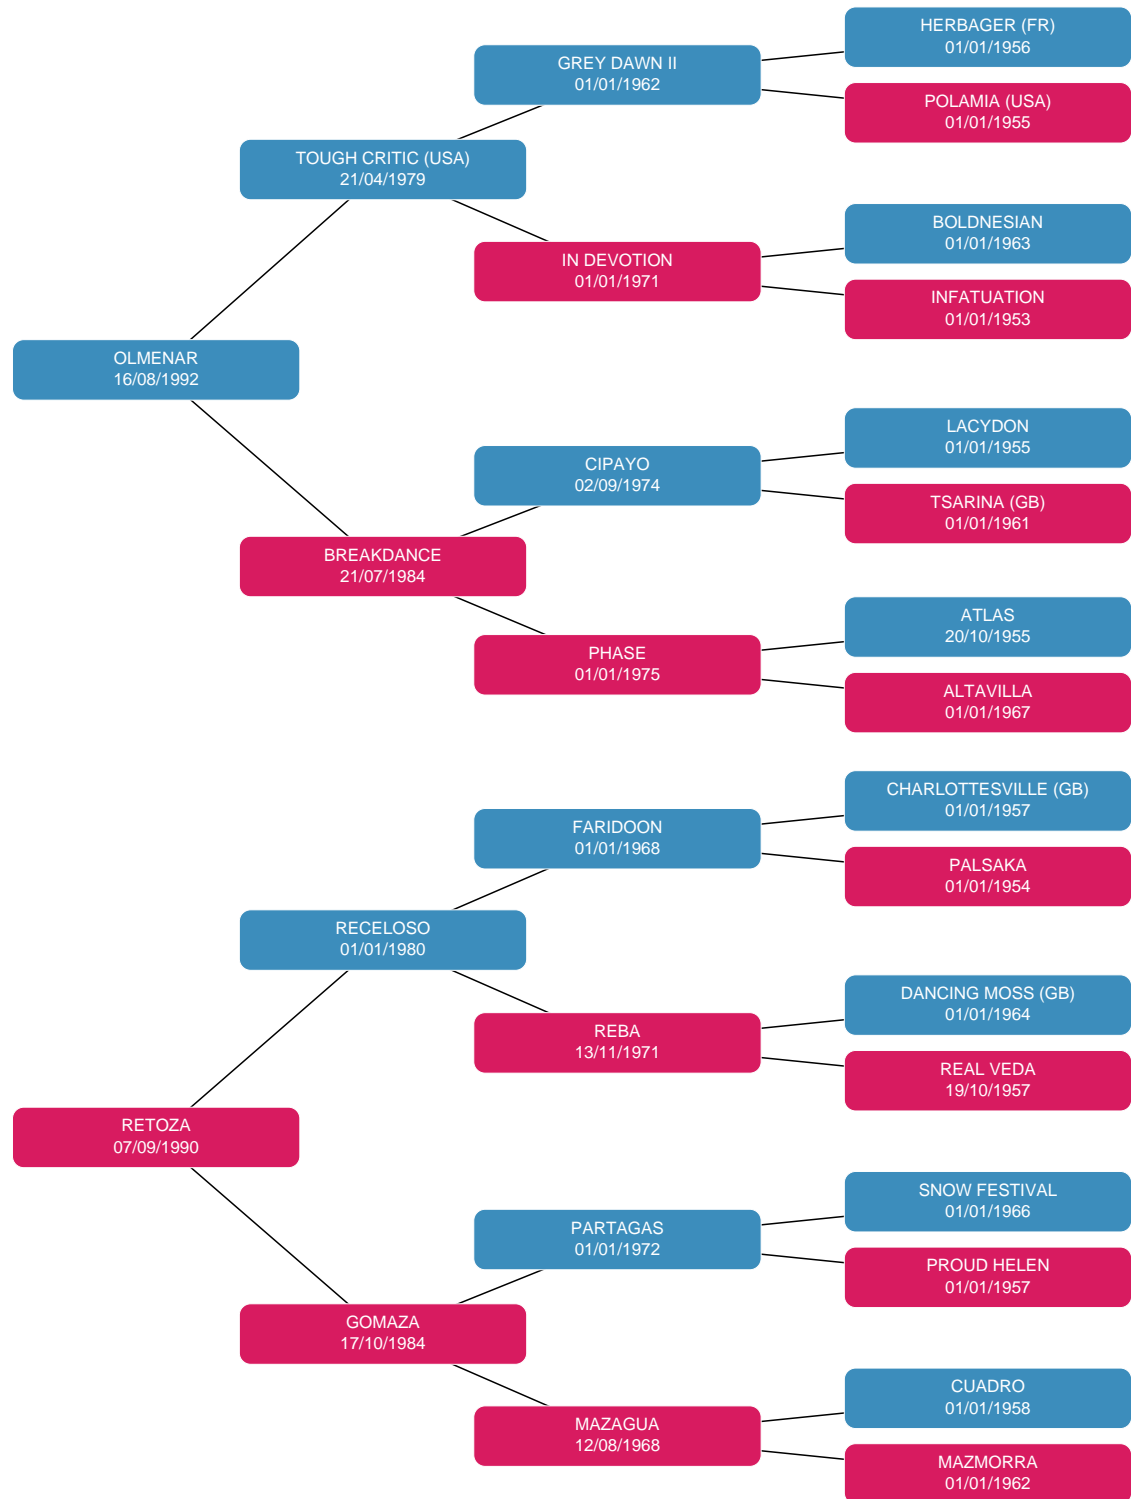 HERBAGER (FR)
01/01/1956
GREY DAWN II
01/01/1962
POLAMIA (USA)
01/01/1955
TOUGH CRITIC (USA)
21/04/1979
BOLDNESIAN
01/01/1963
IN DEVOTION
01/01/1971
INFATUATION
01/01/1953
OLMENAR
16/08/1992
LACYDON
01/01/1955
CIPAYO
02/09/1974
TSARINA (GB)
01/01/1961
BREAKDANCE
21/07/1984
ATLAS
20/10/1955
PHASE
01/01/1975
ALTAVILLA
01/01/1967
CHARLOTTESVILLE (GB)
01/01/1957
FARIDOON
01/01/1968
PALSAKA
01/01/1954
RECELOSO
01/01/1980
DANCING MOSS (GB)
01/01/1964
REBA
13/11/1971
REAL VEDA
19/10/1957
RETOZA
07/09/1990
SNOW FESTIVAL
01/01/1966
PARTAGAS
01/01/1972
PROUD HELEN
01/01/1957
GOMAZA
17/10/1984
CUADRO
01/01/1958
MAZAGUA
12/08/1968
MAZMORRA
01/01/1962